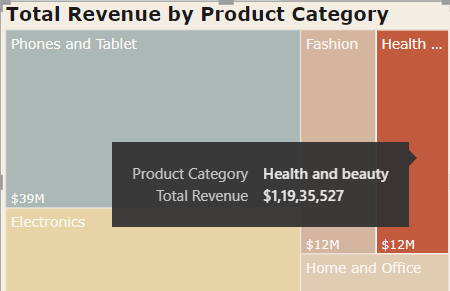 Total Revenue by Product Category
Phones and Tablet
Fashion
Health ...
Product Category Health and beauty
Total Revenue $1,19,35,527
$39M
Electronics
$12M
$12M
Home and Office